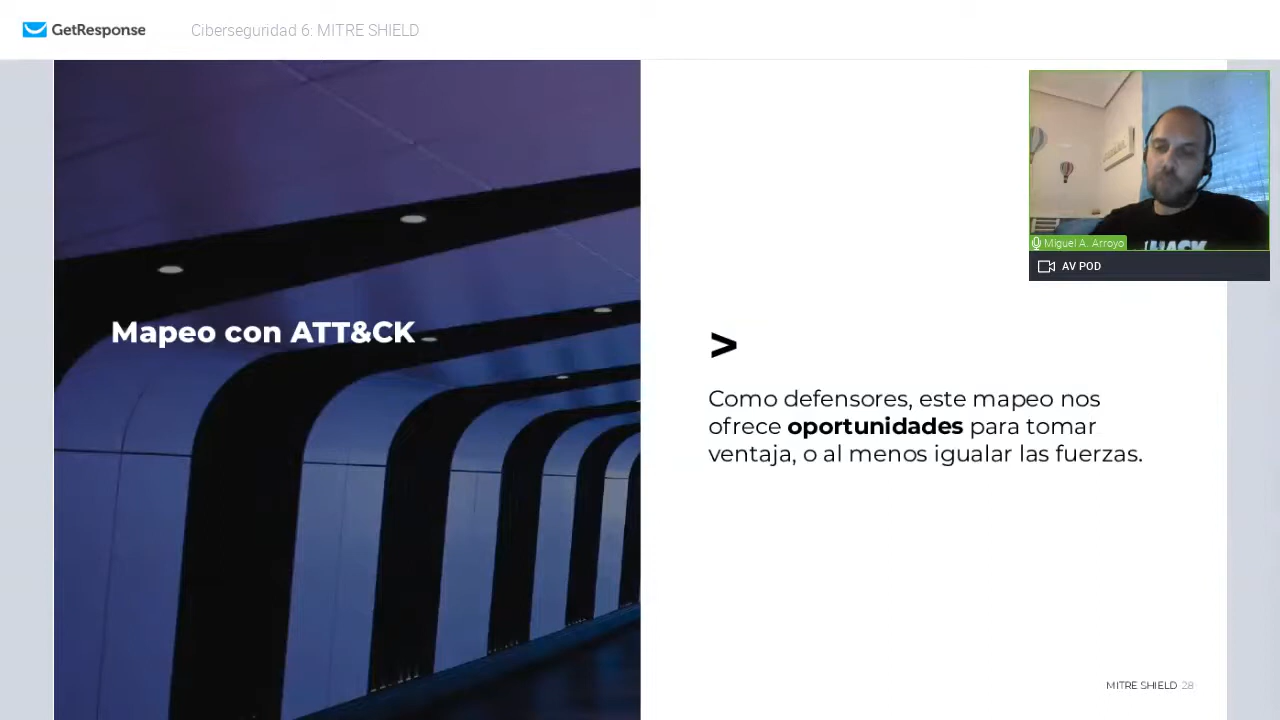 GetResponse
Ciberseguridad 6: MITRE SHIELD
Miguel A. Arroyo
AV POD
Mapeo con ATT&CK
>
Como defensores, este mapeo nos
ofrece oportunidades para tomar
ventaja, o al menos igualar las fuerzas.
MITRE SHIELD 28